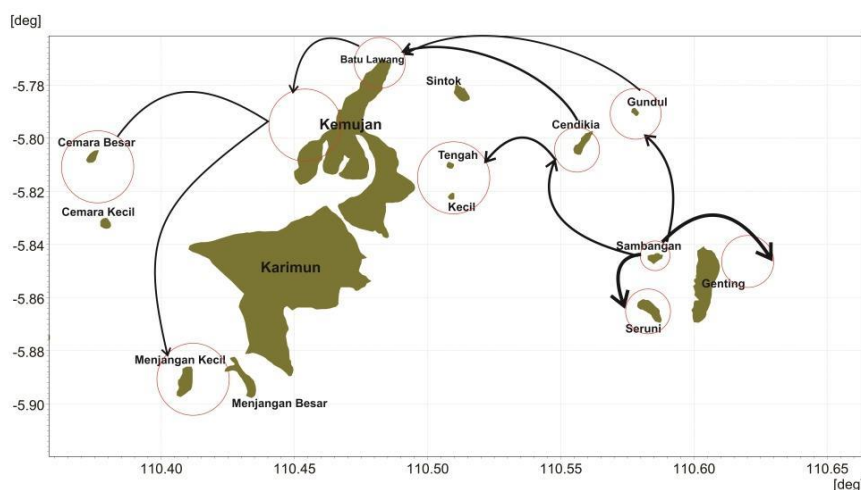 [deg]
-5.78
-5.80
-5.82
-5.84
-5.86
-5.88
-5.90
Batu Lawang
Sintok
Gundul
Kemujan
Cendikia
Cemara Besar
Tengah
Cemara Kecil
Kecil
Sambangan
Karimun
Genting
Seruni
Menjangan Kecil
Menjangan Besar
110.40
110.45
110.50
110.55
110.60
110.65
[deg]